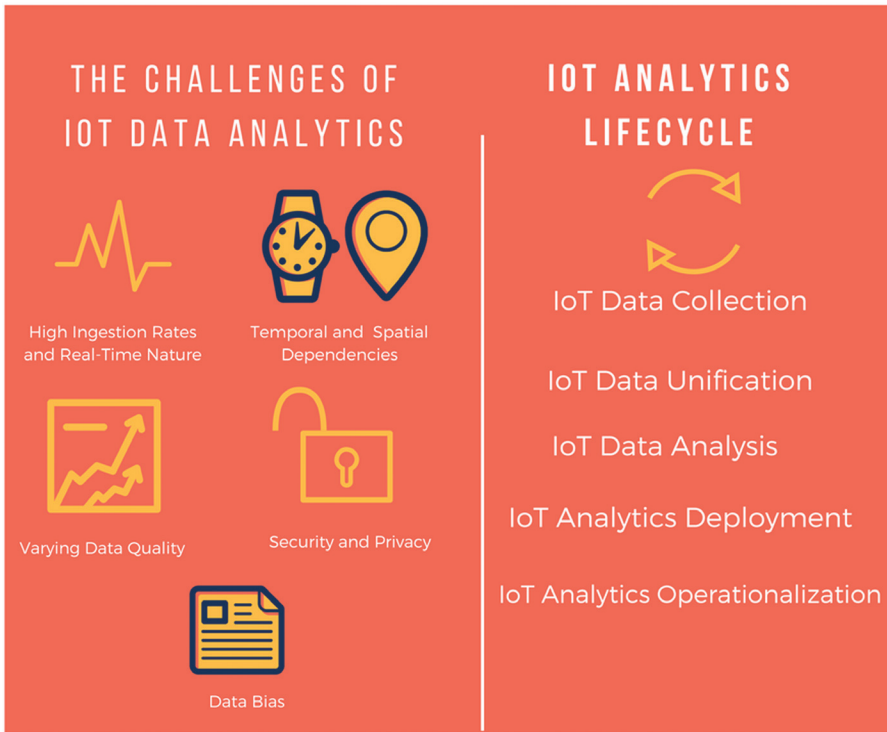 THE CHALLENGES OF
IOT DATA ANALYTICS
High Ingestion Rates
and Real-Time Nature
Temporal and Spatial
Dependencies
Varying Data Quality
Security and Privacy
Data Bias
IOT ANALYTICS
LIFECYCLE
IoT Data Collection
IoT Data Unification
IoT Data Analysis
IoT Analytics Deployment
IoT Analytics Operationalization